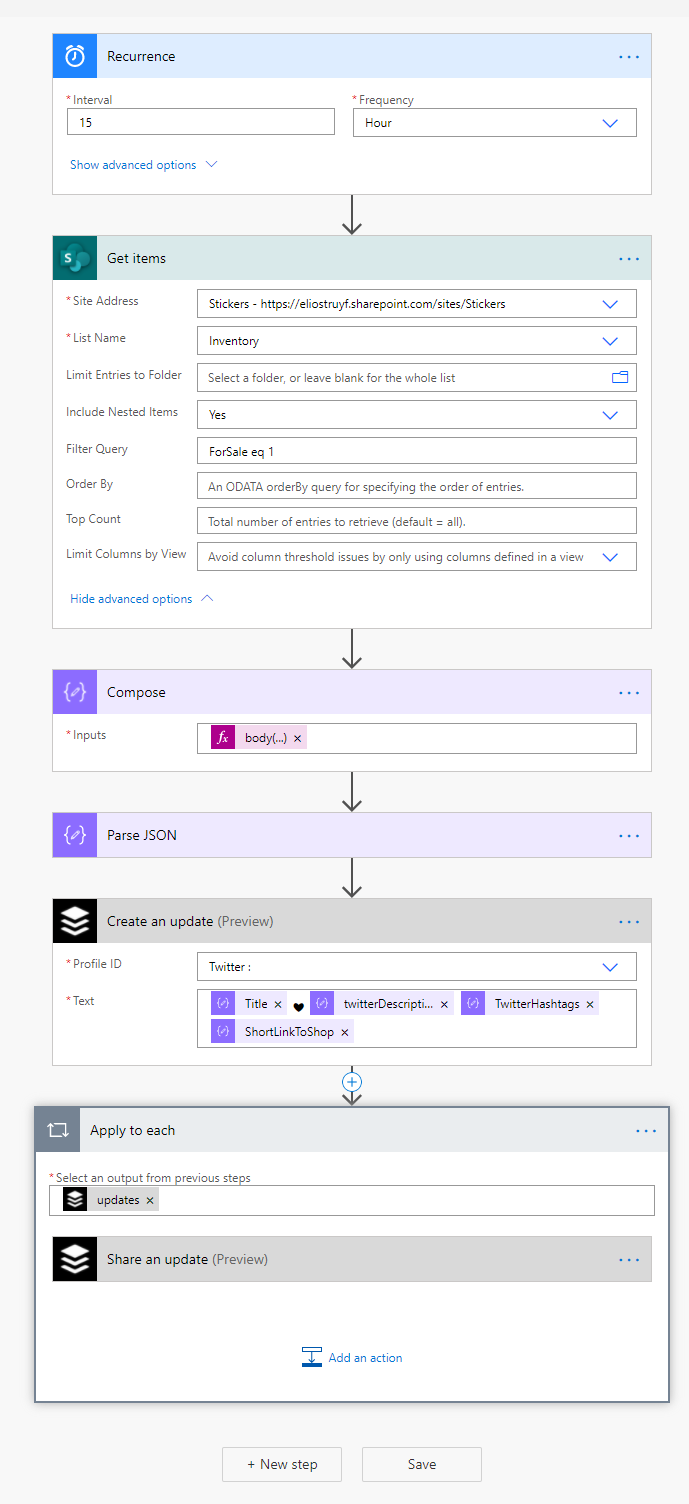 Recurrence
* Interval
* Frequency
15
Hour
Show advanced options
Get items
* Site Address
Stickers - https://eliostruyf.sharepoint.com/sites/Stickers
* List Name
Inventory
Limit Entries to Folder
Select a folder, or leave blank for the whole list
Include Nested Items
Yes
Filter Query
ForSale eq 1
Order By
An ODATA orderBy query for specifying the order of entries.
Top Count
Total number of entries to retrieve (default = all).
Limit Columns by View
Avoid column threshold issues by only using columns defined in a view
Hide advanced options
Compose
* Inputs
fx body(...) ×
Parse JSON
Create an update (Preview)
* Profile ID
Twitter :
* Text
Title × ♥ twitterDescripti... × TwitterHashtags ×
ShortLinkToShop ×
Apply to each
* Select an output from previous steps
updates ×
Share an update (Preview)
Add an action
+ New step
Save